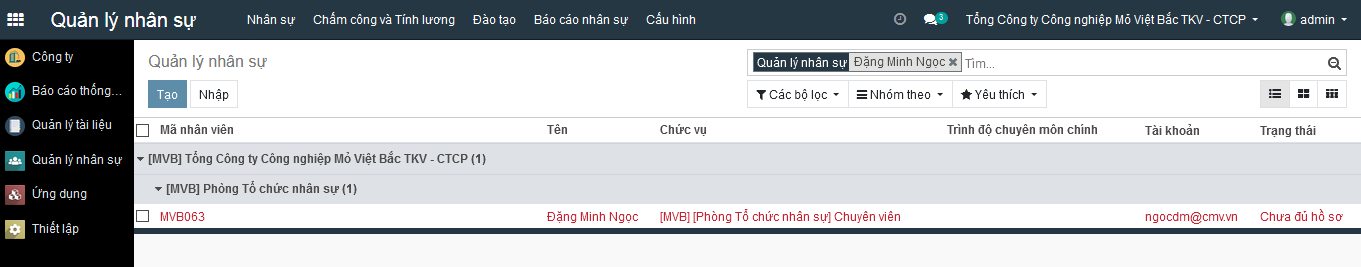 Quản lý nhân sự Nhân sự Chấm công và Tính lương Đào tạo Báo cáo nhân sự Cấu hình 3 Tổng Công ty Công nghiệp Mỏ Việt Bắc TKV - CTCP admin
Công ty
Báo cáo thống...
Quản lý tài liệu
Quản lý nhân sự
Ứng dụng
Thiết lập
Quản lý nhân sự
Quản lý nhân sự Đặng Minh Ngọc Tìm...
Tạo Nhập
Các bộ lọc Nhóm theo Yêu thích
Mã nhân viên Tên Chức vụ Trình độ chuyên môn chính Tài khoản Trạng thái
[MVB] Tổng Công ty Công nghiệp Mỏ Việt Bắc TKV - CTCP (1)
[MVB] Phòng Tổ chức nhân sự (1)
MVB063 Đặng Minh Ngọc [MVB] [Phòng Tổ chức nhân sự] Chuyên viên ngocdm@cmv.vn Chưa đủ hồ sơ